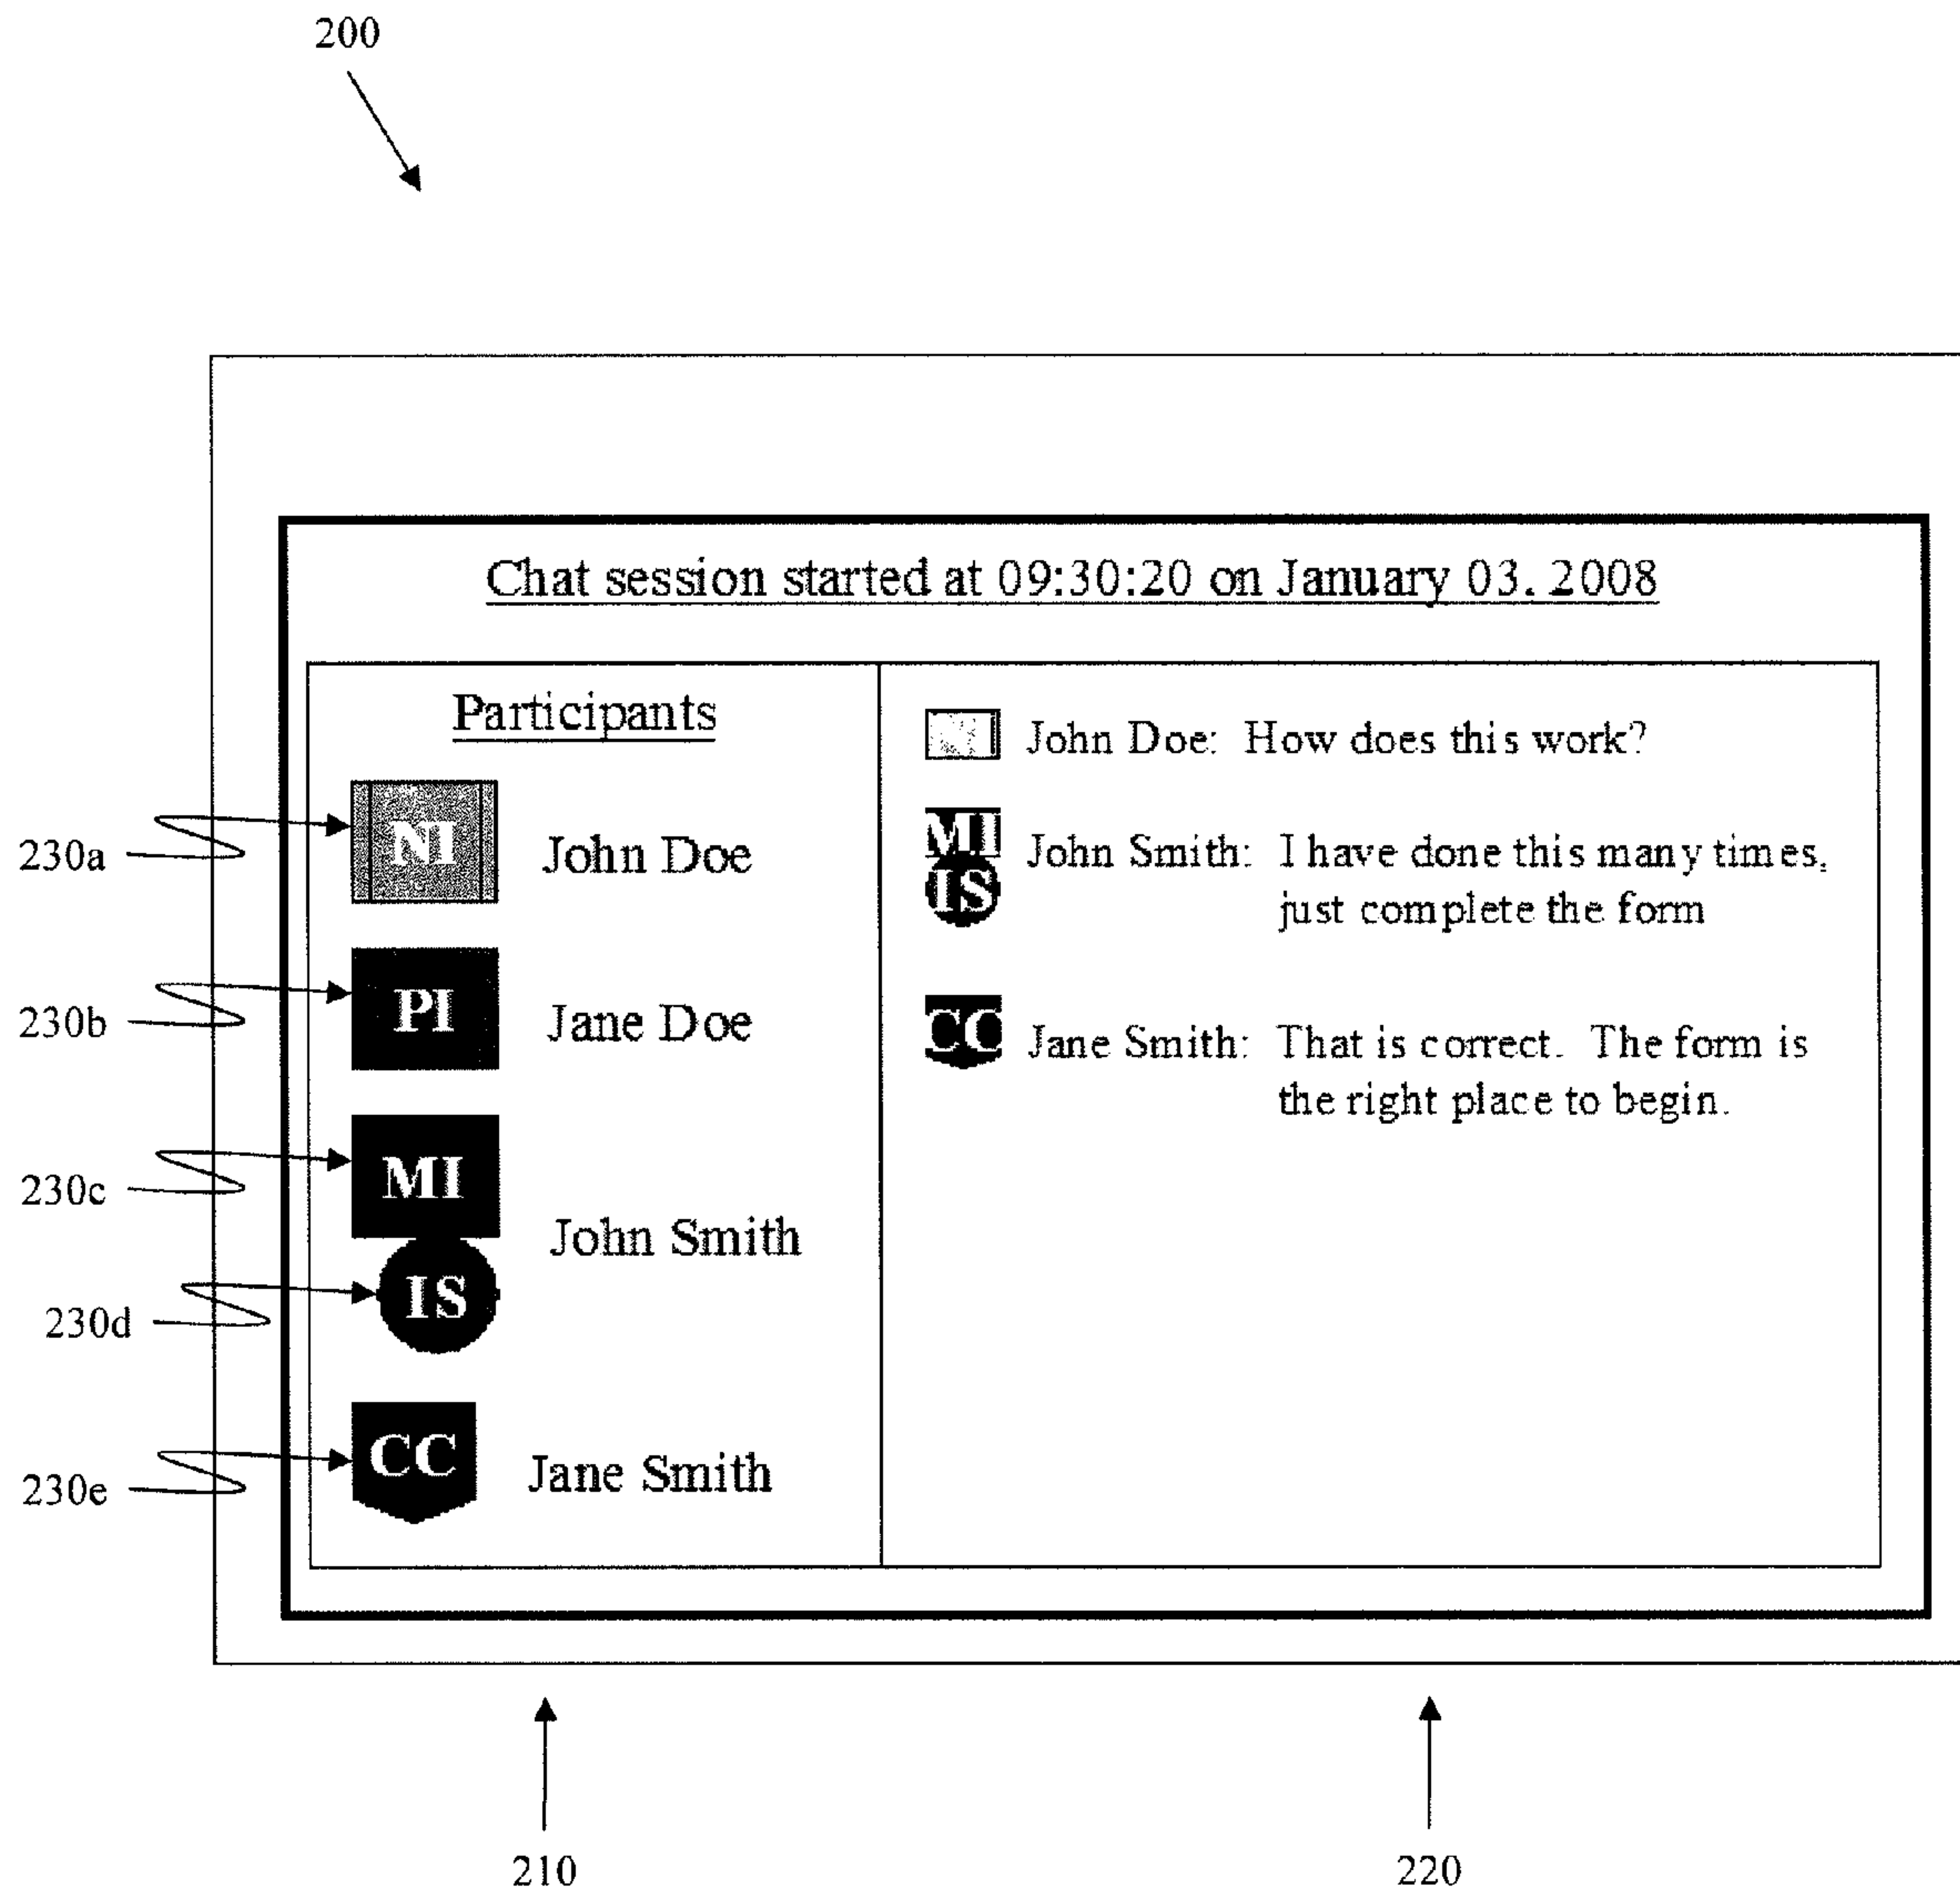 200
Chat session started at 09:30:20 on January 03. 2008
Participants
230a
NI
John Doe
230b
PI
Jane Doe
230c
MI
John Smith
230d
IS
230e
CC
Jane Smith
NI
John Doe: How does this work?
MI
IS
John Smith: I have done this many times,
just complete the form
CC
Jane Smith: That is correct. The form is
the right place to begin.
210
220